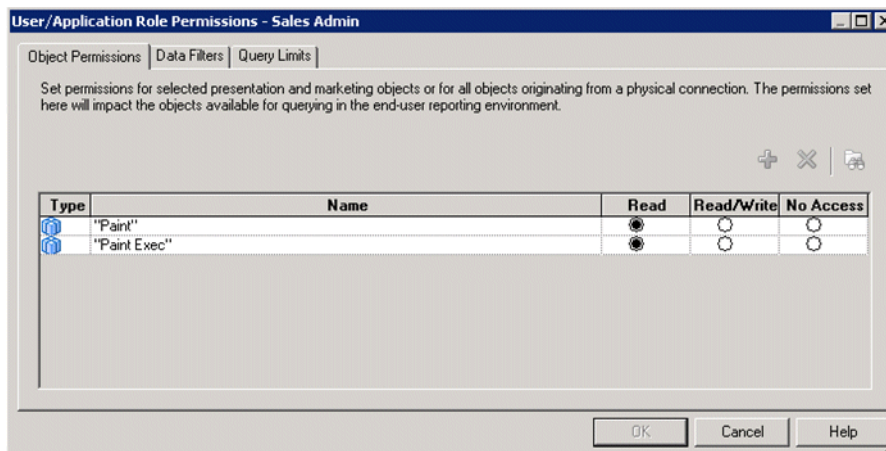 User/Application Role Permissions - Sales Admin
Object Permissions Data Filters Query Limits
Set permissions for selected presentation and marketing objects or for all objects originating from a physical connection. The permissions set
here will impact the objects available for querying in the end-user reporting environment.
Type Name Read Read/Write No Access
"Paint"
"Paint Exec"
OK Cancel Help